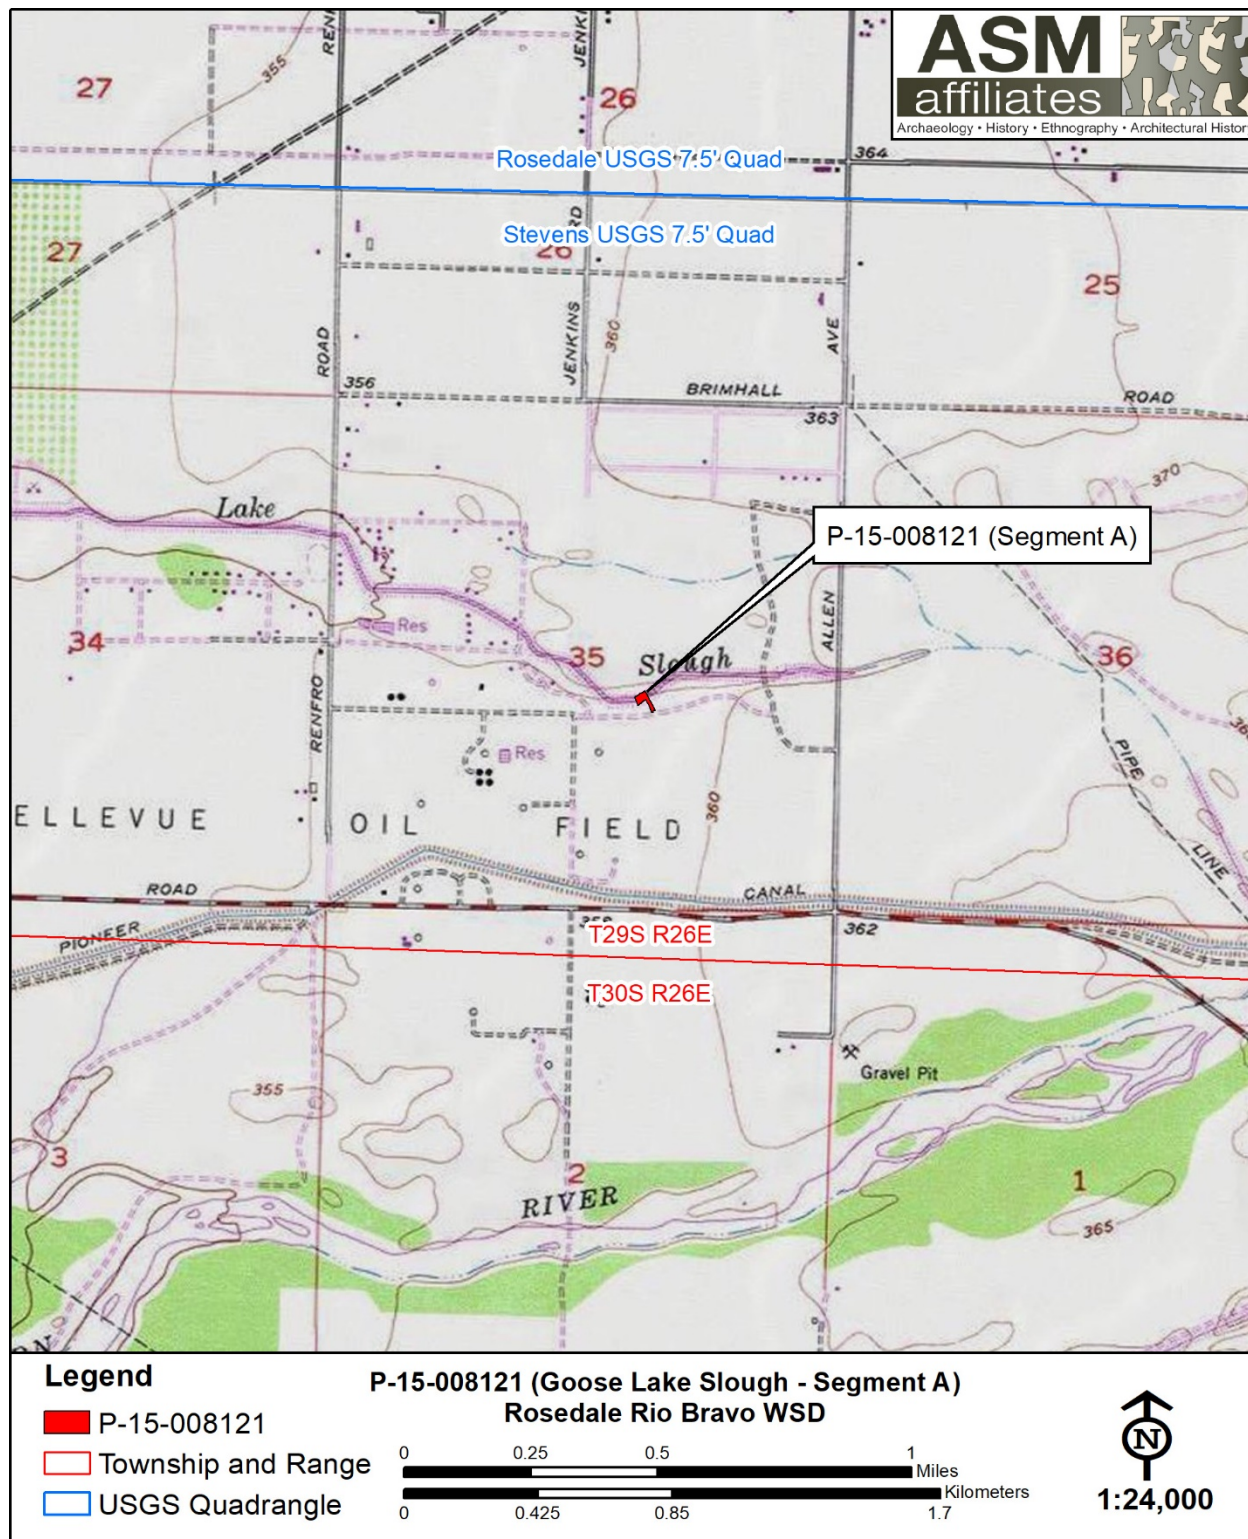 ASM
affiliates
Archaeology • History • Ethnography • Architectural History
27
355
26
Rosedale USGS 7.5' Quad
364
Stevens USGS 7.5' Quad
27
26
RD
25
ROAD
JENKINS
360
AVE
356
BRIMHALL
363
ROAD
370
Lake
P-15-008121 (Segment A)
34
Res
35
Slough
ALLEN
36
RENFRO
Res
PIPE
LINE
360
ELLEVUE OIL FIELD
ROAD
CANAL
PIONEER
T29S R26E
362
T30S R26E
Gravel Pit
355
3
2
RIVER
1
365
Legend
P-15-008121
Township and Range
USGS Quadrangle
P-15-008121 (Goose Lake Slough - Segment A)
Rosedale Rio Bravo WSD
0 0.25 0.5 1
Miles
Kilometers
0 0.425 0.85 1.7
N
1:24,000